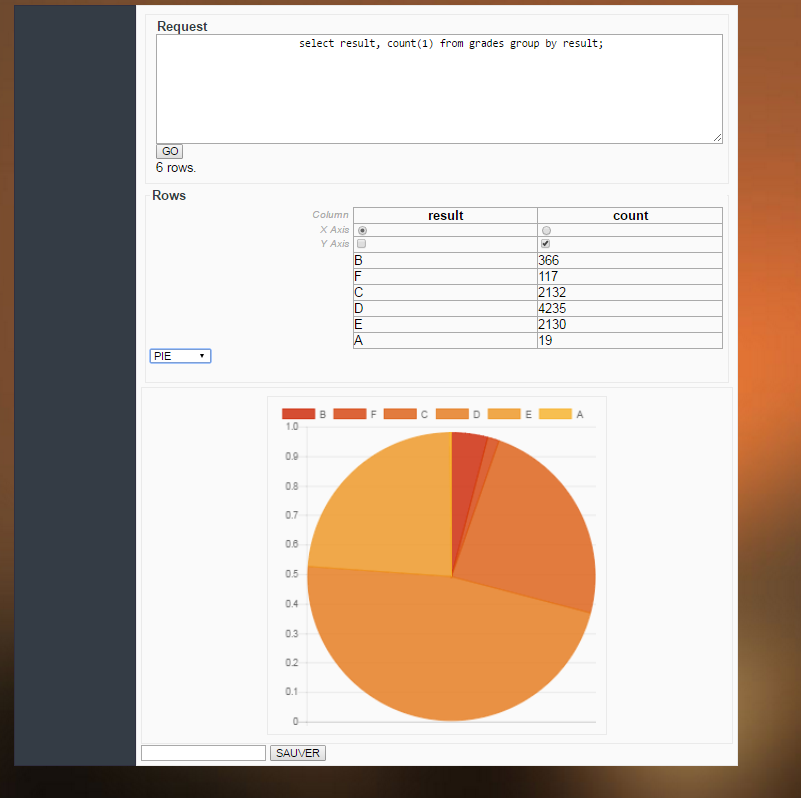 Request
select result, count(1) from grades group by result;
GO
6 rows.
Rows
Column result count
X Axis
Y Axis
B 366
F 117
C 2132
D 4235
E 2130
A 19
PIE
B F C D E A
1.0
0.9
0.8
0.7
0.6
0.5
0.4
0.3
0.2
0.1
0
SAUVER